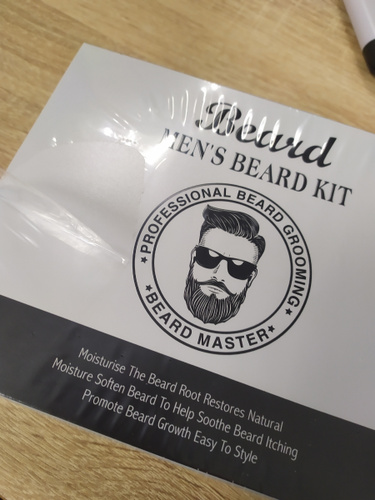 Beard
MEN'S BEARD KIT
★PROFESSIONAL BEARD GROOMING★
★BEARD MASTER★
Moisturise The Beard Root Restores Natural
Moisture Soften Beard To Help Soothe Beard Itching
Promote Beard Growth Easy To Style